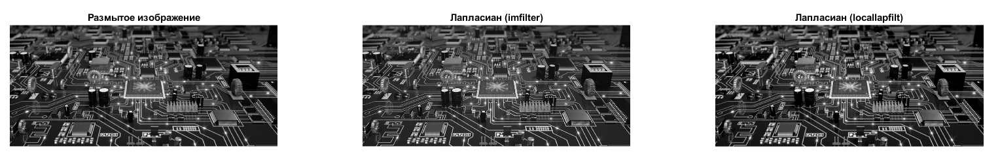 Размытое изображение
Лапласиан (imfilter)
Лапласиан (locallapfilt)